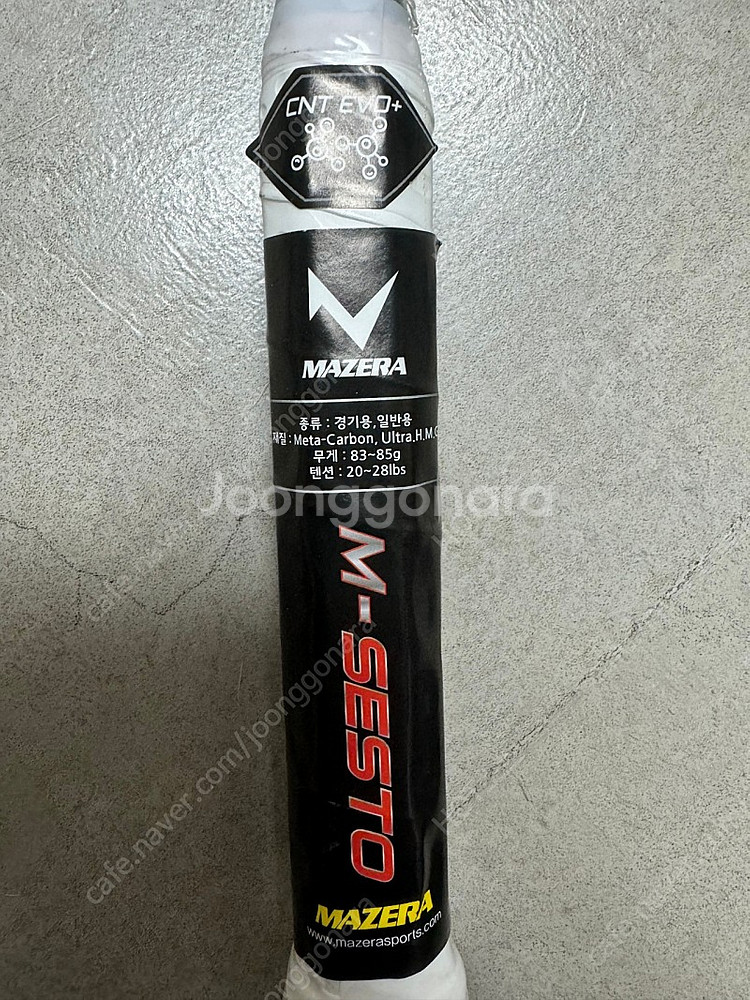 CNT EVO+
MAZERA
종류 : 경기용,일반용
재질 : Meta-Carbon, Ultra.H.M.G
무게 : 83~85g
텐션 : 20~28lbs
Joonggonara
M-SESTO
MAZERA
www.mazerasports.com
cafe.naver.com/joonggonara